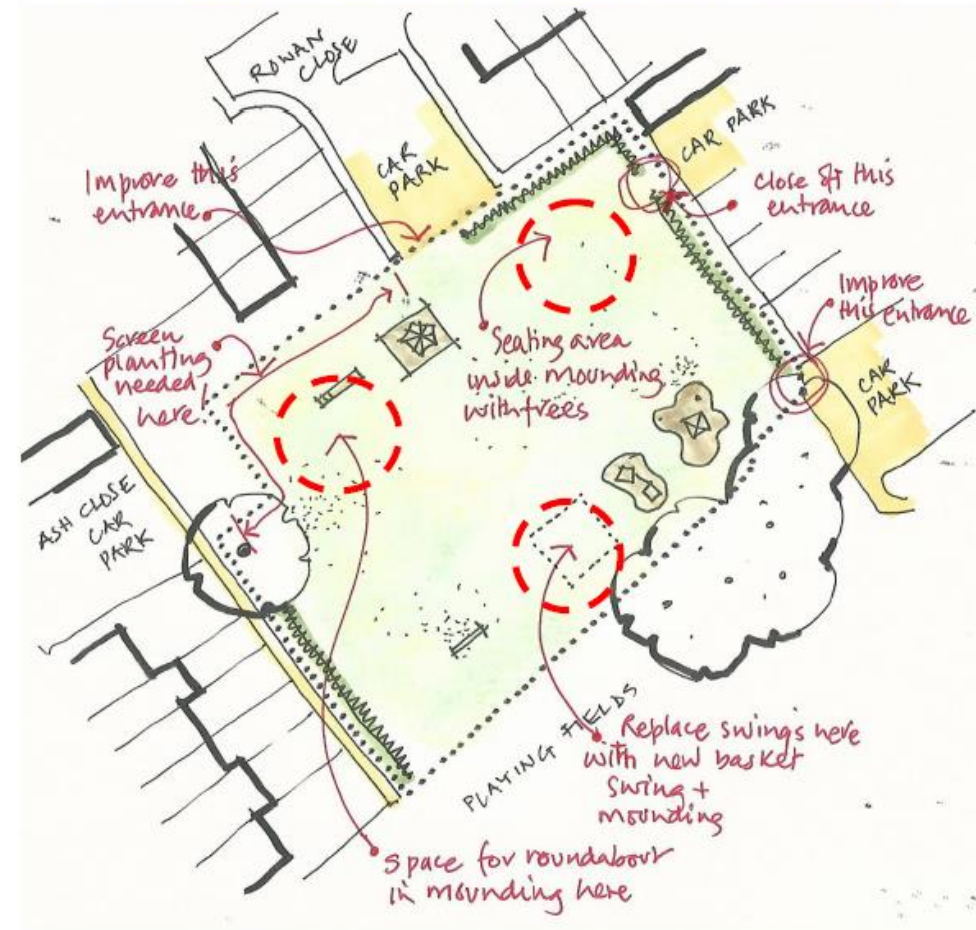 ROWAN
CLOSE
CAR
PARK
CAR PARK
Improve this
entrance
Close off this
entrance
Improve
this entrance
CAR
PARK
Screen
planting
needed
here!
Seating area
inside mounding
with trees
ASH CLOSE
CAR
PARK
PLAYING FIELDS
Replace swings here
with new basket
swing +
mounding
Space for roundabout
in mounding here